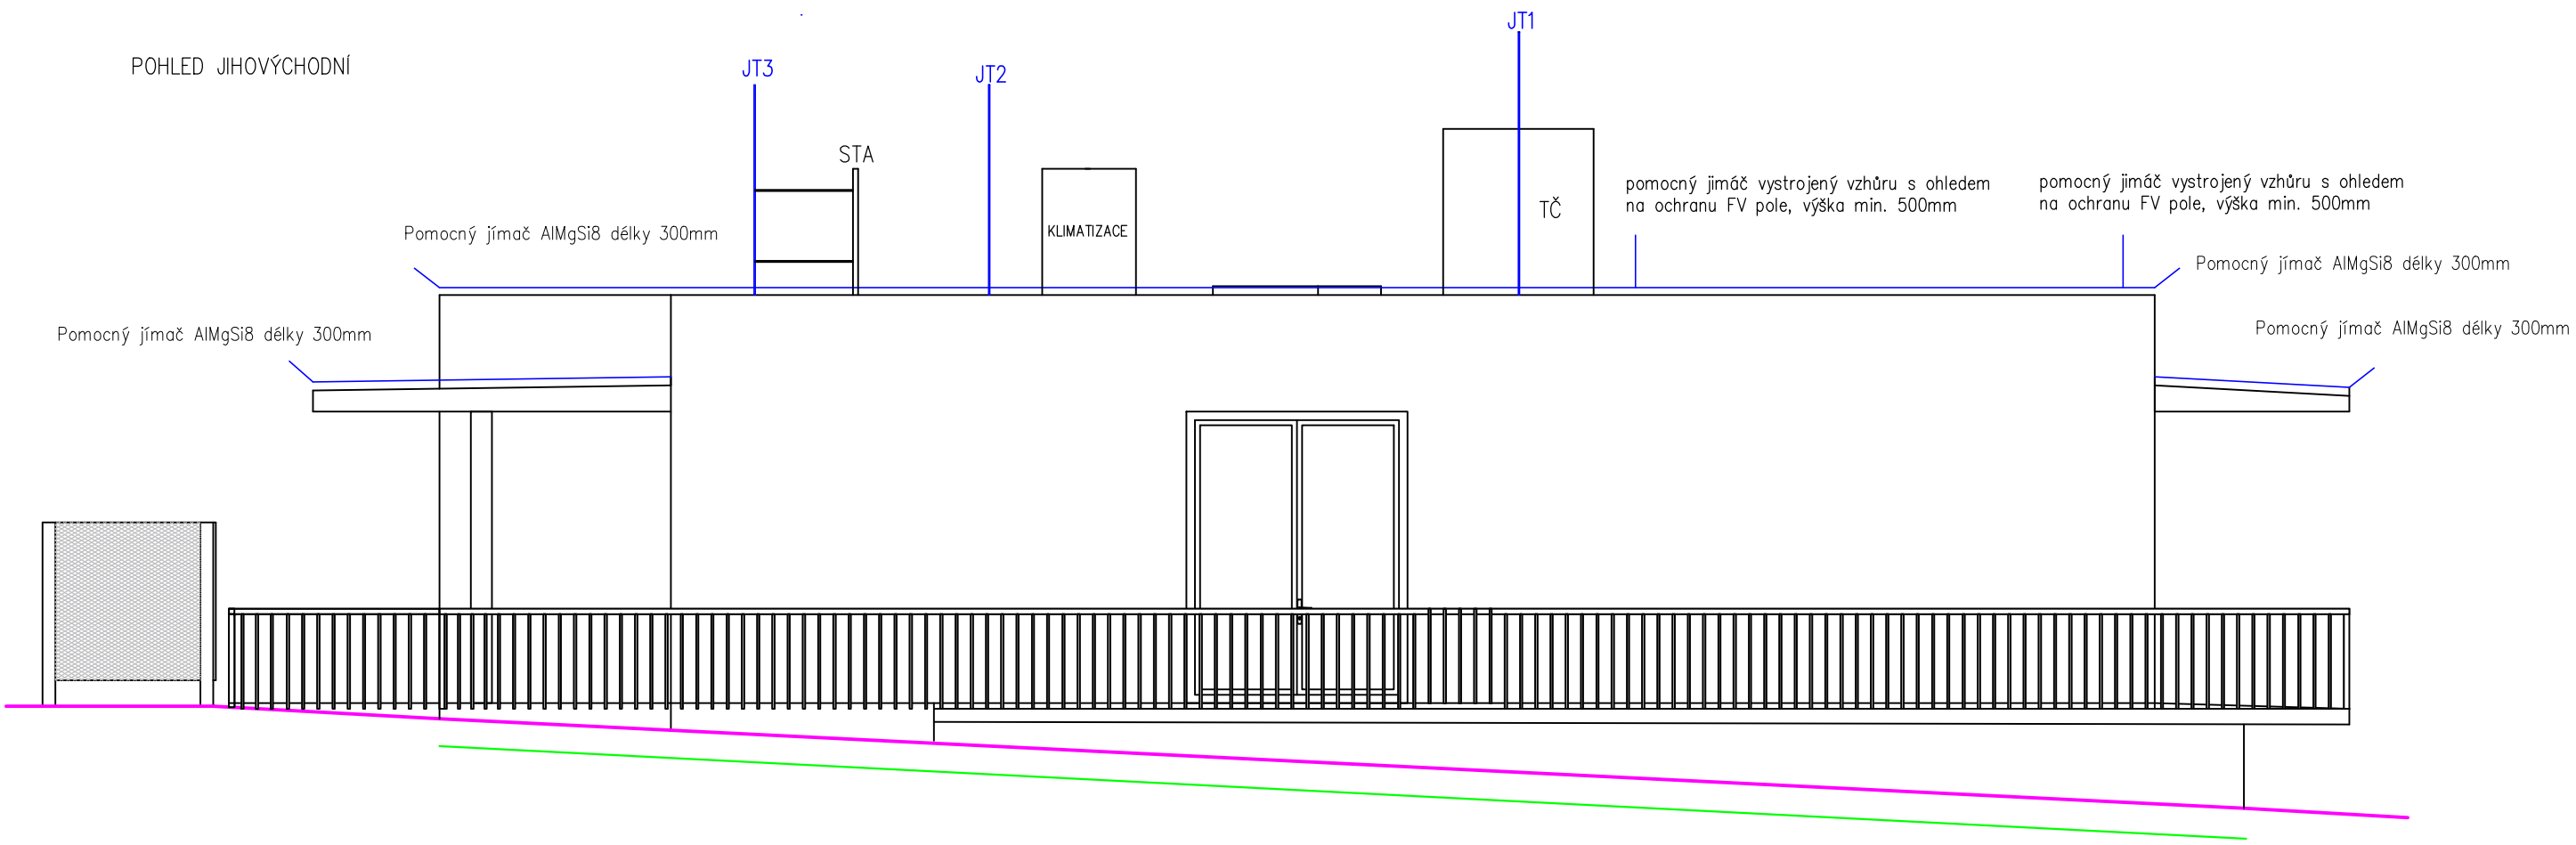 JT1
POHLED JIHOVÝCHODNÍ
JT3
JT2
STA
pomocný jimáč vystrojený vzhůru s ohledem
na ochranu FV pole, výška min. 500mm
pomocný jimáč vystrojený vzhůru s ohledem
na ochranu FV pole, výška min. 500mm
TČ
KLIMATIZACE
Pomocný jímač AlMgSi8 délky 300mm
Pomocný jímač AlMgSi8 délky 300mm
Pomocný jímač AlMgSi8 délky 300mm
Pomocný jímač AlMgSi8 délky 300mm